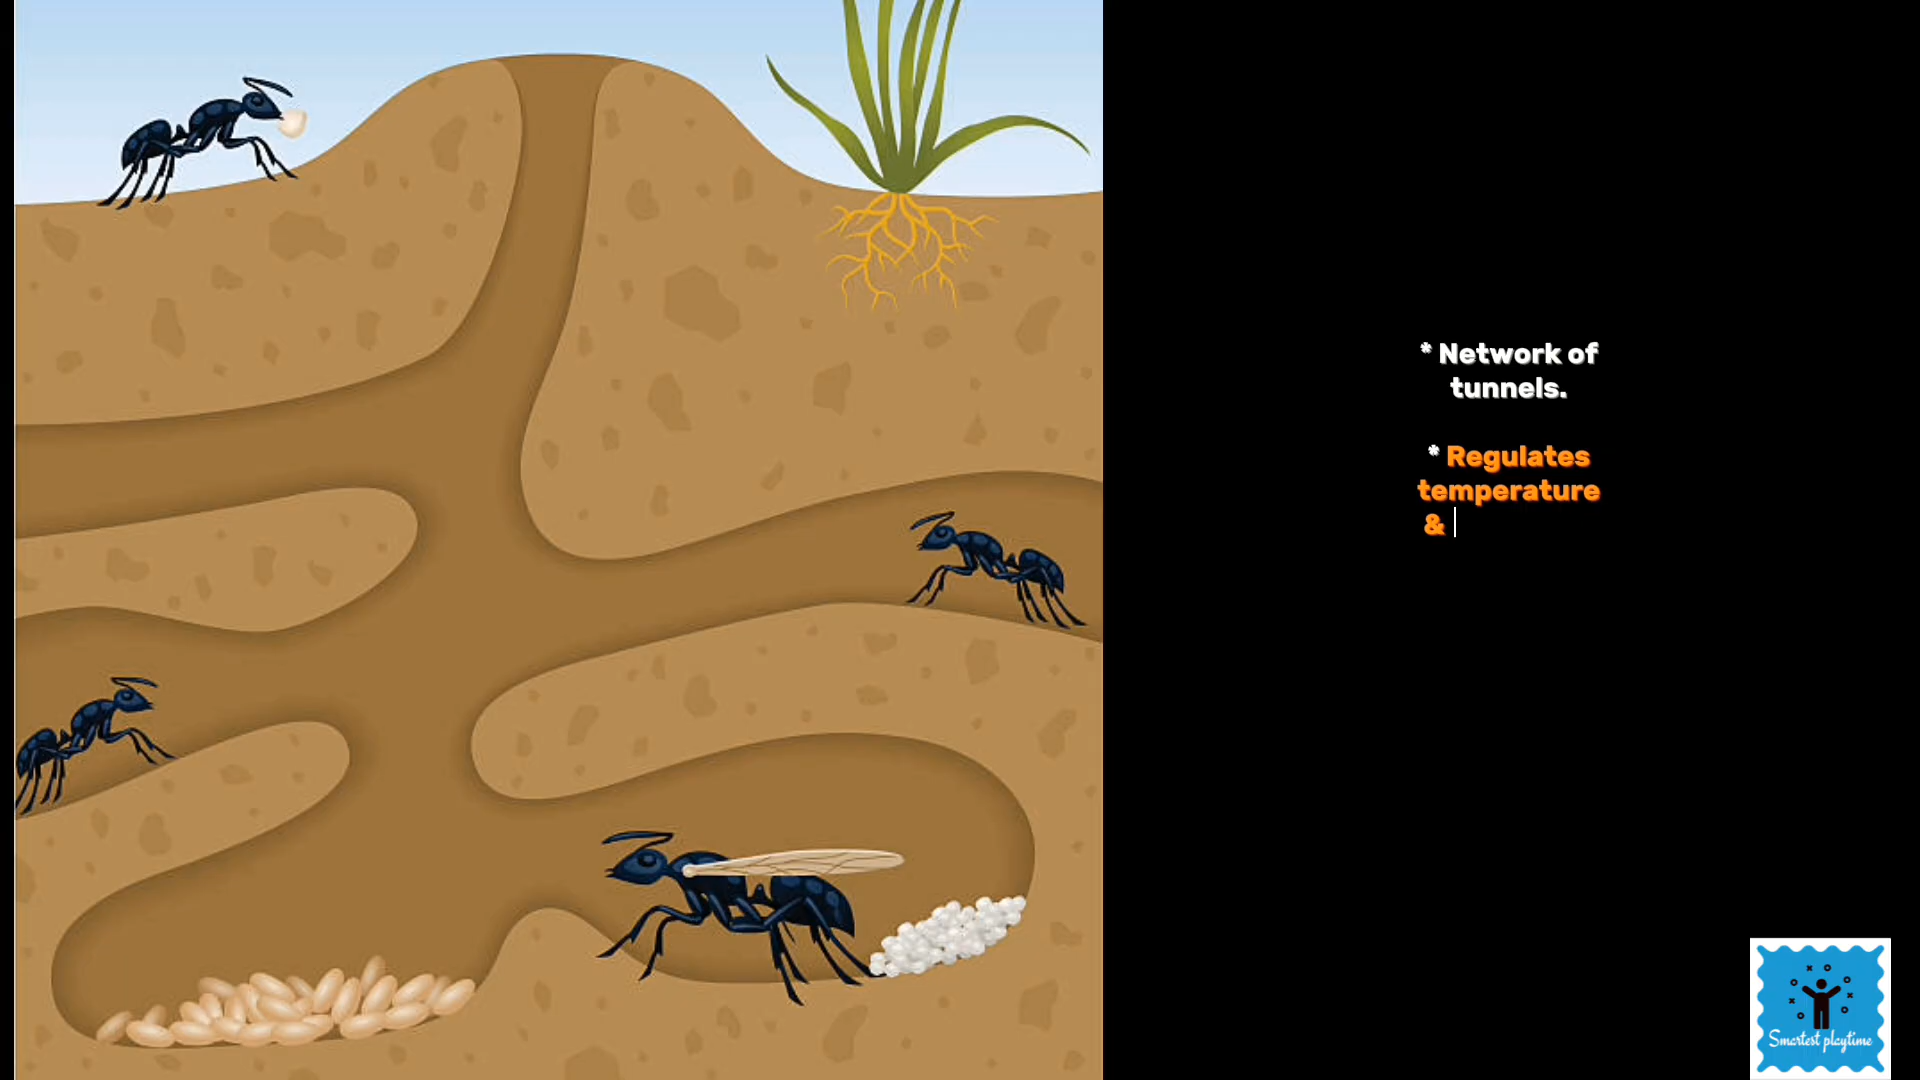 * Network of
tunnels.
* Regulates
temperature
&
Smartest playtime